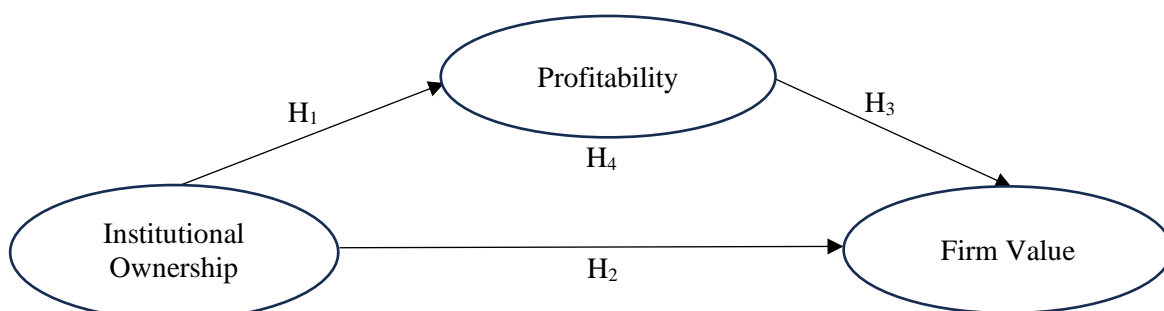 Profitability
H₁
H₃
H₄
Institutional
Ownership
Firm Value
H₂